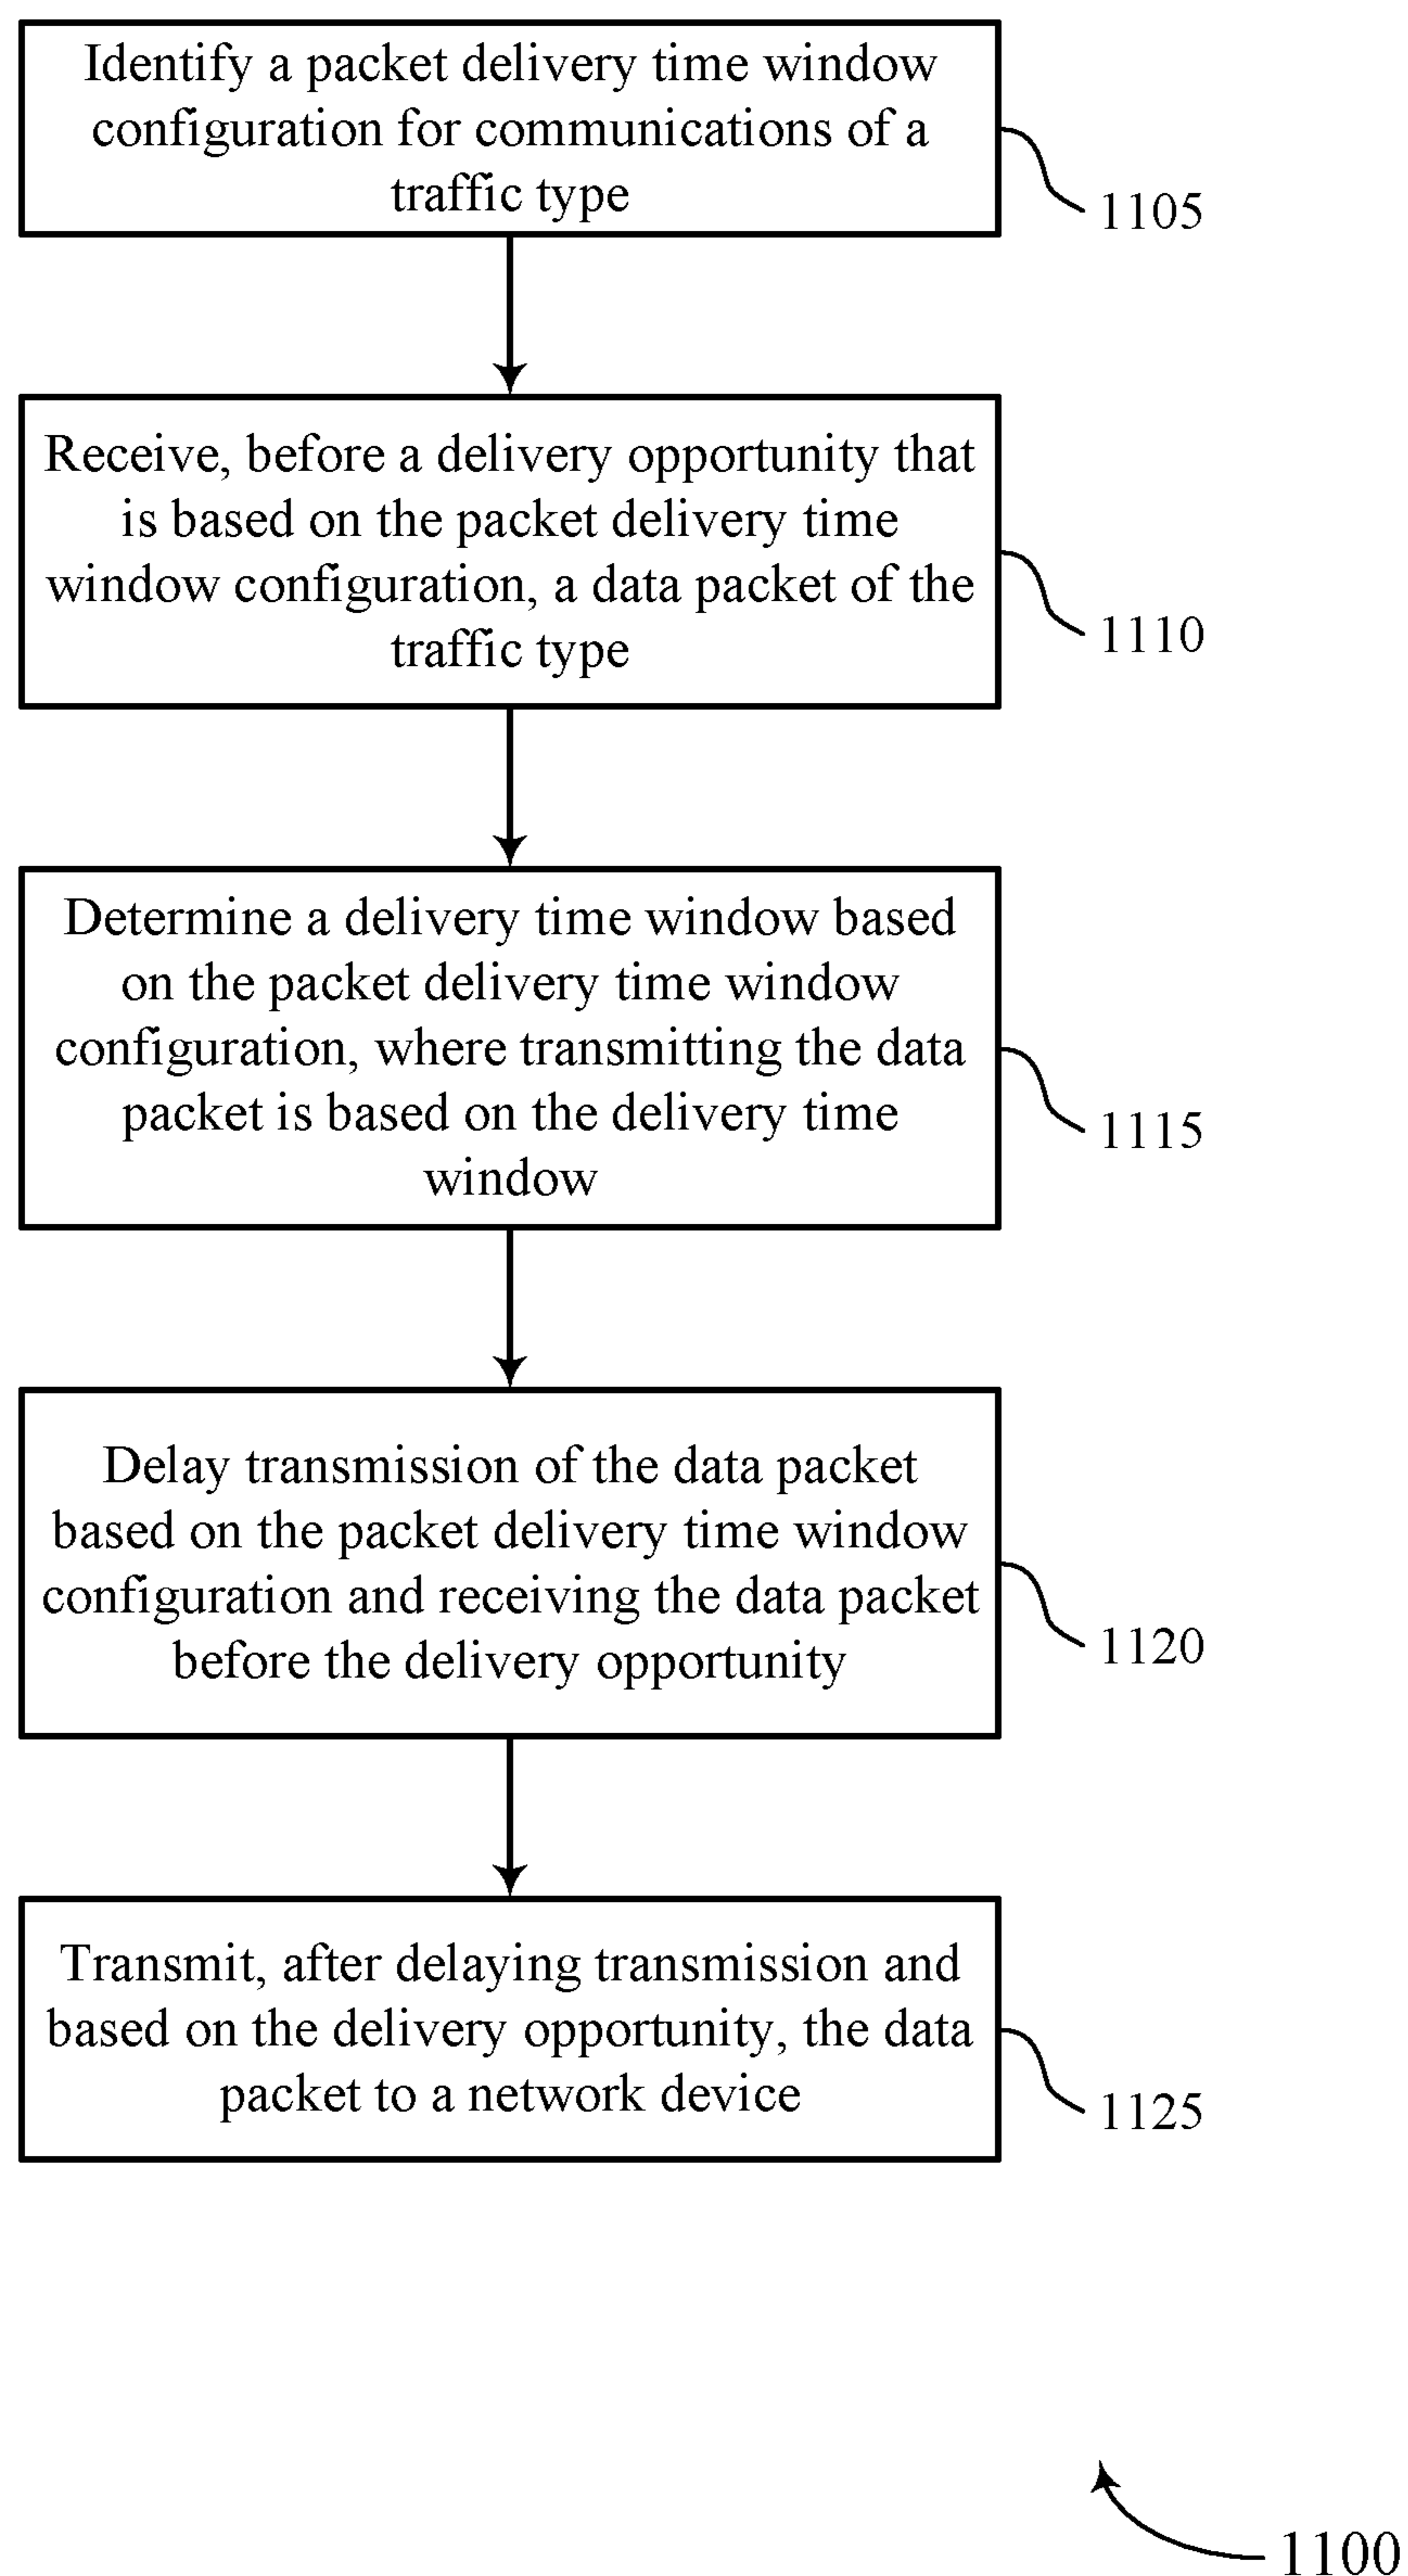 Identify a packet delivery time window
configuration for communications of a
traffic type
1105
Receive, before a delivery opportunity that
is based on the packet delivery time
window configuration, a data packet of the
traffic type
1110
Determine a delivery time window based
on the packet delivery time window
configuration, where transmitting the data
packet is based on the delivery time
window
1115
Delay transmission of the data packet
based on the packet delivery time window
configuration and receiving the data packet
before the delivery opportunity
1120
Transmit, after delaying transmission and
based on the delivery opportunity, the data
packet to a network device
1125
1100